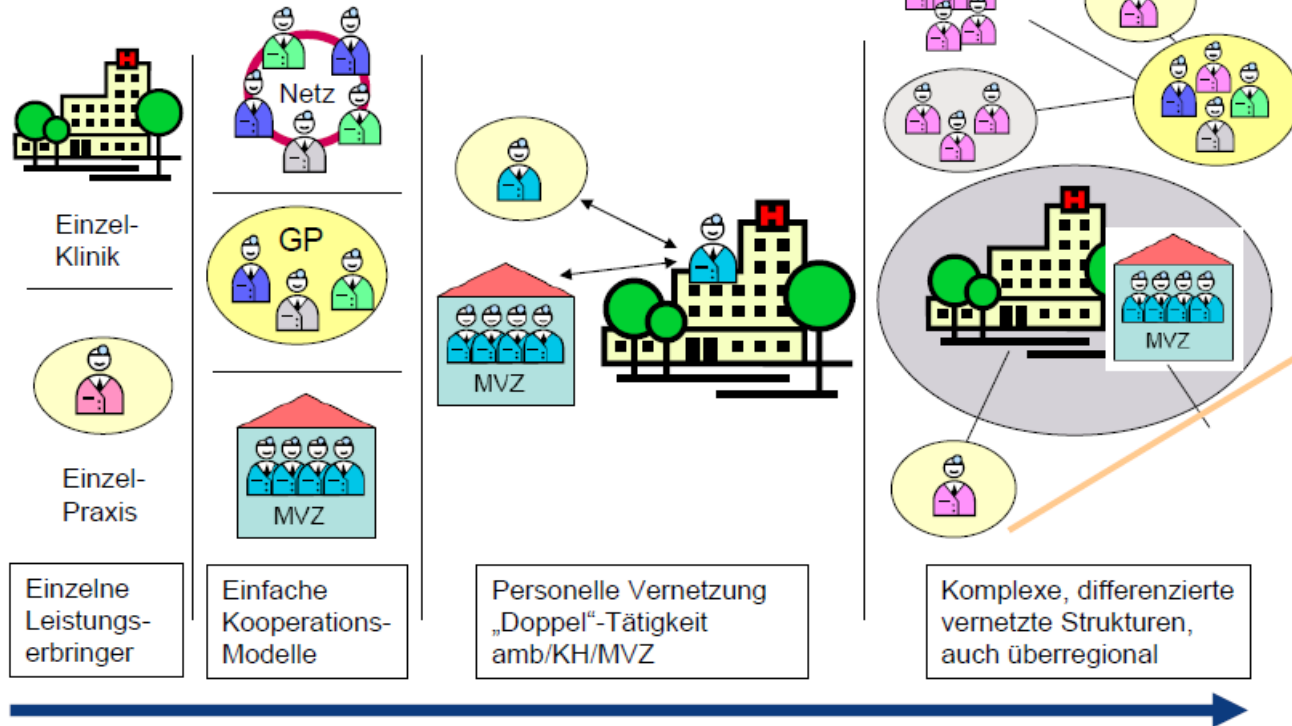 H
Einzel-
Klinik
Einzel-
Praxis
Einzelne
Leistungs-
erbringer
Netz
GP
MVZ
Einfache
Kooperations-
Modelle
H
MVZ
Personelle Vernetzung
„Doppel“-Tätigkeit
amb/KH/MVZ
H
MVZ
Komplexe, differenzierte
vernetzte Strukturen,
auch überregional